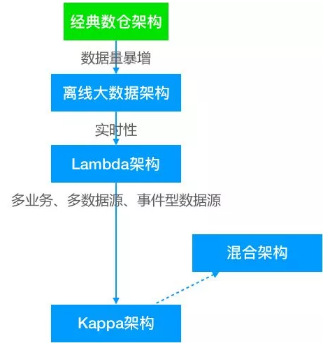 经典数仓架构
数据量暴增
离线大数据架构
实时性
Lambda架构
多业务、多数据源、事件型数据源
混合架构
Kappa架构